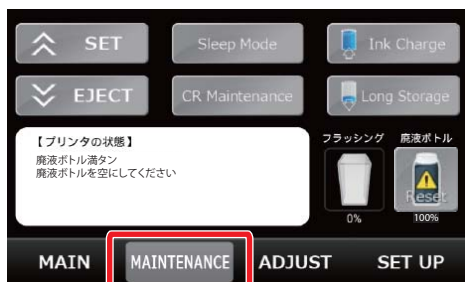 SET
Sleep Mode
Ink Charge
EJECT
CR Maintenance
Long Storage
【プリンタの状態】
廃液ボトル満タン
廃液ボトルを空にしてください
フラッシング
廃液ボトル
Reset
0%
100%
MAIN
MAINTENANCE
ADJUST
SET UP